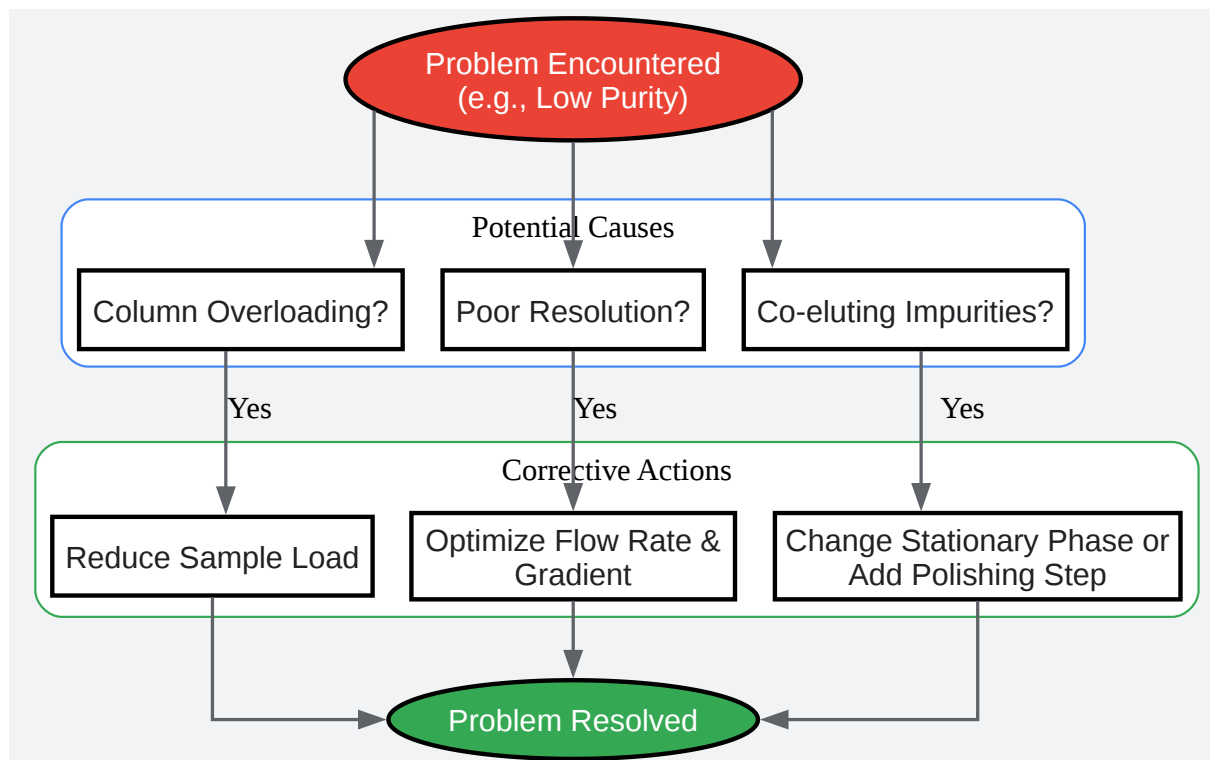 Problem Encountered
(e.g., Low Purity)
Potential Causes
Column Overloading?
Poor Resolution?
Co-eluting Impurities?
Yes
Yes
Yes
Corrective Actions
Reduce Sample Load
Optimize Flow Rate &
Gradient
Change Stationary Phase or
Add Polishing Step
Problem Resolved